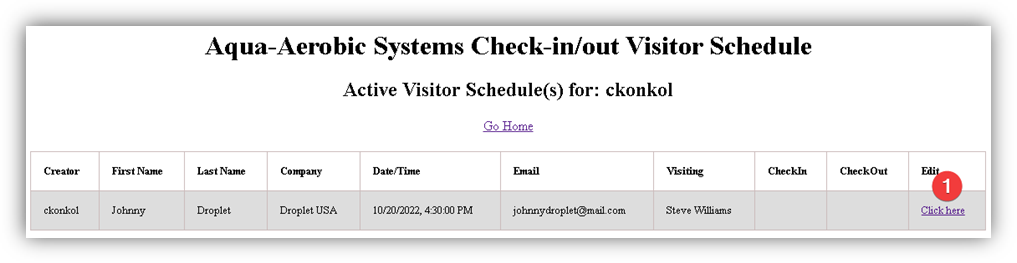 Aqua-Aerobic Systems Check-in/out Visitor Schedule
Active Visitor Schedule(s) for: ckonkol
Go Home
Creator First Name Last Name Company Date/Time Email Visiting CheckIn CheckOut Edit
1
ckonkol Johnny Droplet Droplet USA 10/20/2022, 4:30:00 PM johnnydroplet@mail.com Steve Williams Click here